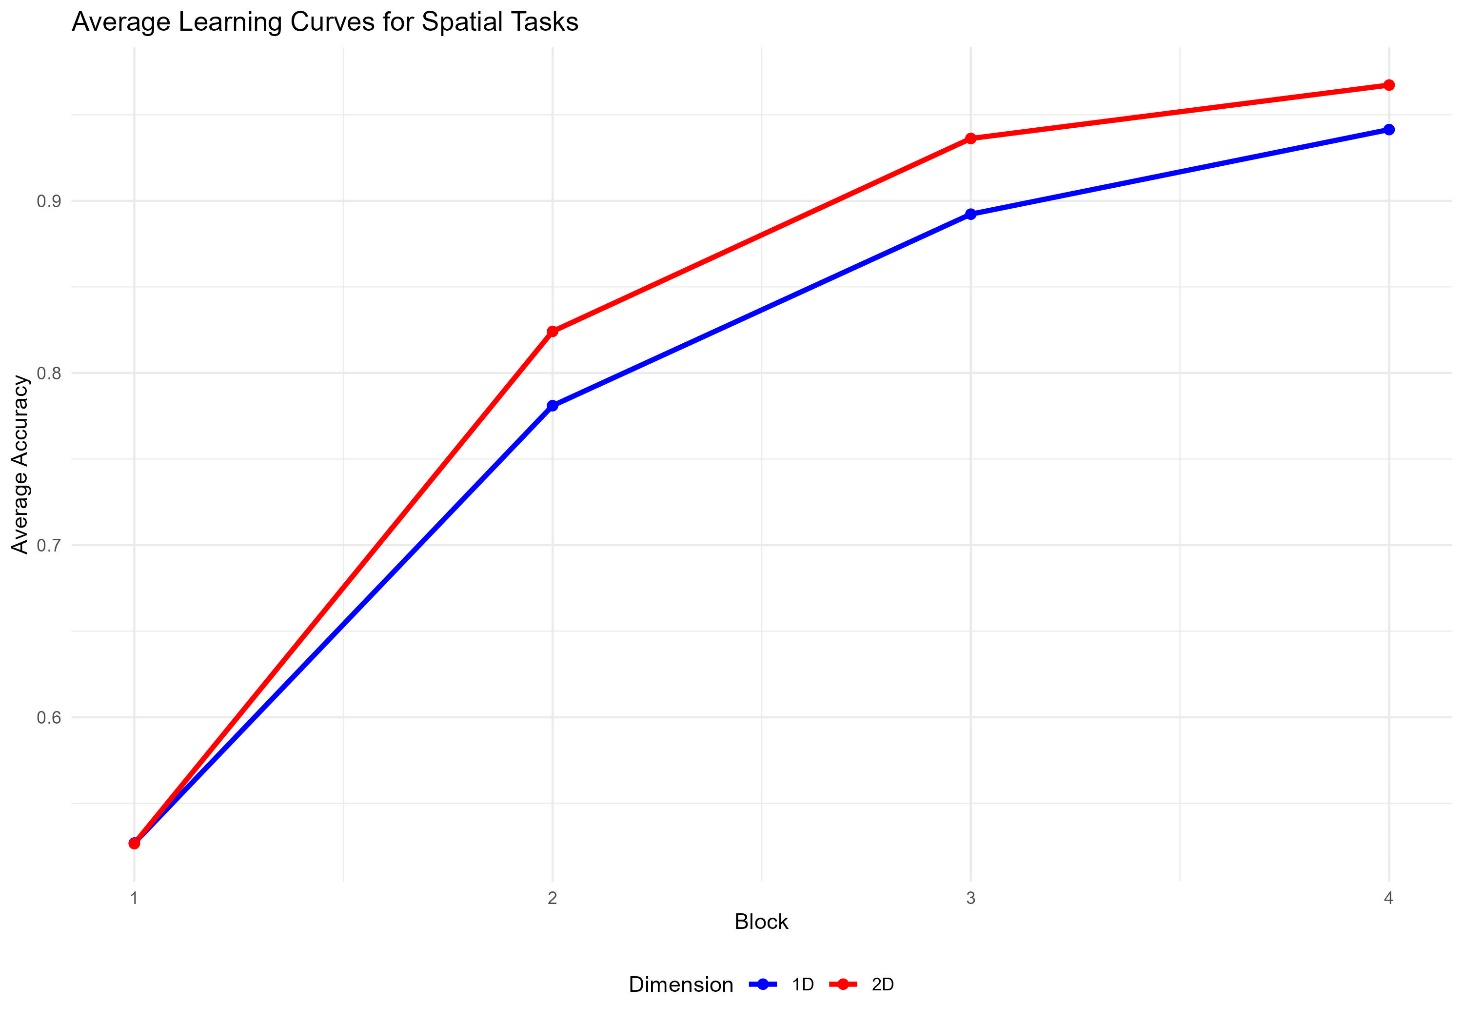 Average Learning Curves for Spatial Tasks
Average Accuracy
0.9
0.8
0.7
0.6
1 2 3 4
Block
Dimension 1D 2D